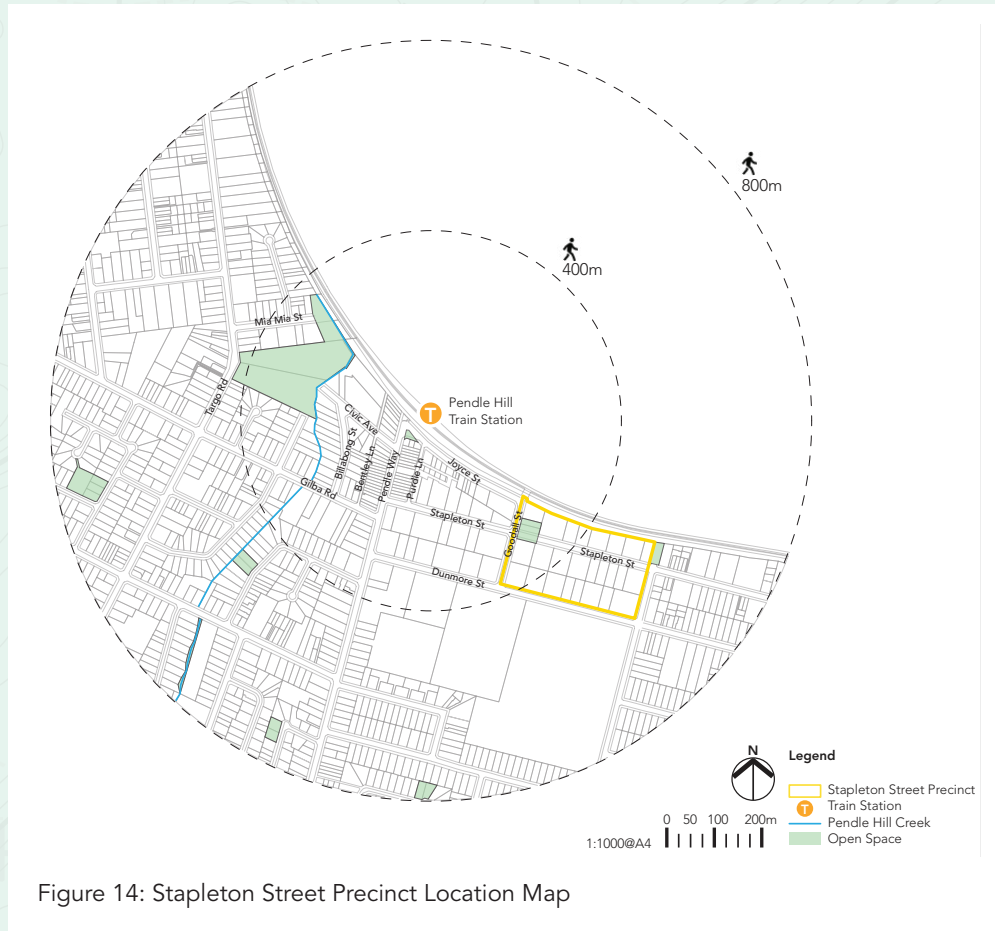 800m
400m
Mia Mia St
Targo Rd
Pendle Hill
Train Station
Civic Ave
Billabong St
Bentley Ln
Pendle Way
Purdie Ln
Joyce St
Gilba Rd
Stapleton St
Goodall St
Stapleton St
Dunmore St
T
N
Legend
Stapleton Street Precinct
T
Train Station
Pendle Hill Creek
Open Space
0 50 100 200m
1:1000@A4
Figure 14: Stapleton Street Precinct Location Map